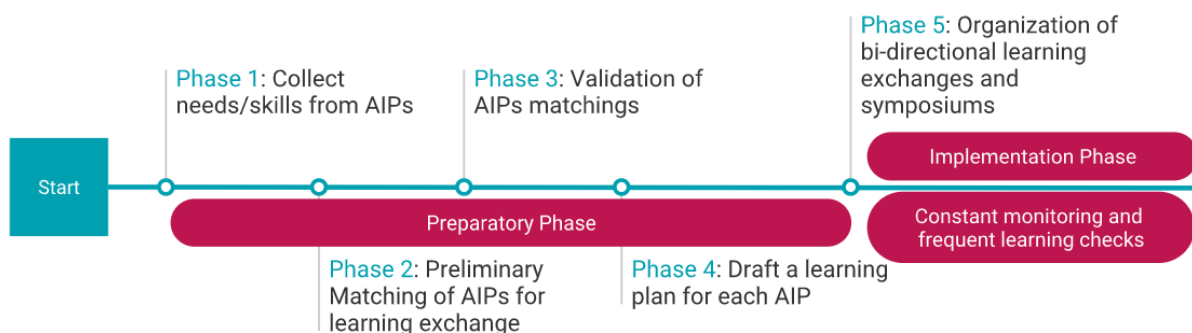 Phase 5: Organization of
bi-directional learning
exchanges and
symposiums
Phase 1: Collect
needs/skills from AIPs
Phase 3: Validation of
AIPs matchings
Start
Implementation Phase
Preparatory Phase
Constant monitoring and
frequent learning checks
Phase 2: Preliminary
Matching of AIPs for
learning exchange
Phase 4: Draft a learning
plan for each AIP